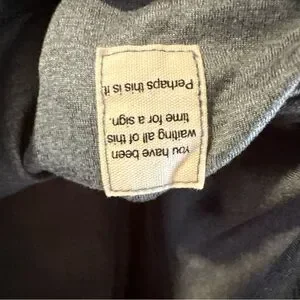 You have been
waiting all of this
time for a sign.
Perhaps this is it.